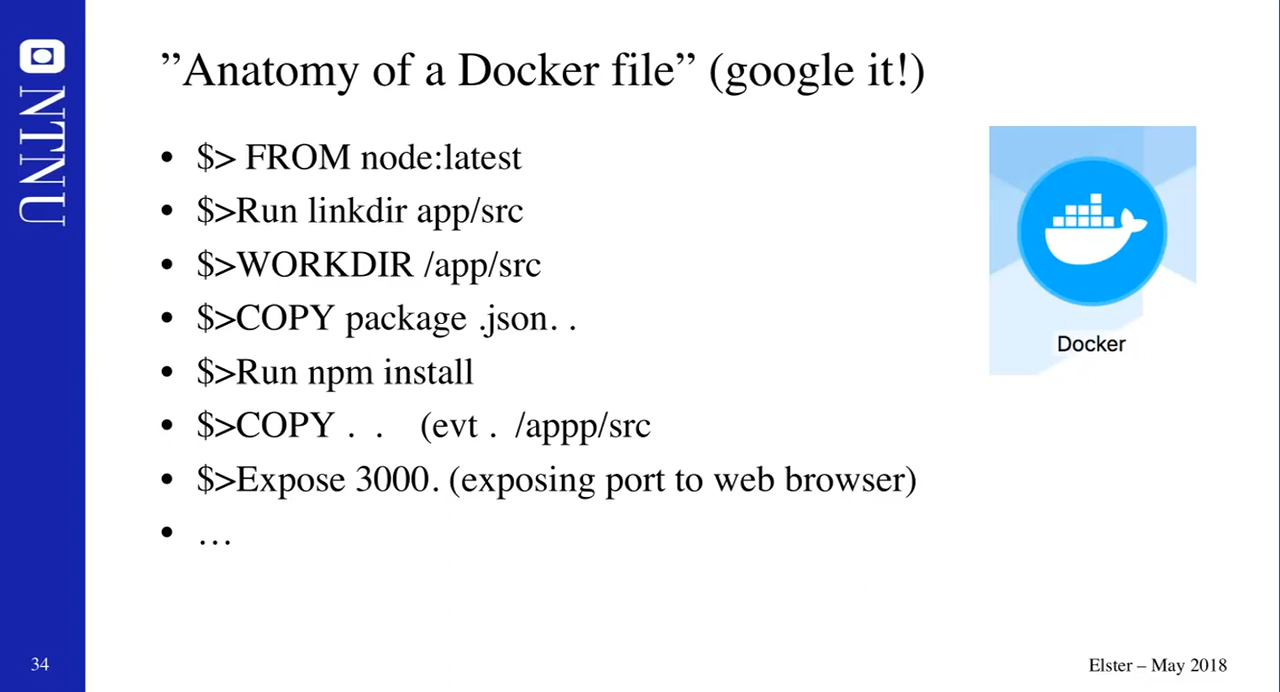 NTNU
”Anatomy of a Docker file” (google it!)
• $> FROM node:latest
• $>Run linkdir app/src
• $>WORKDIR /app/src
• $>COPY package .json. .
• $>Run npm install
• $>COPY . . (evt . /appp/src
• $>Expose 3000. (exposing port to web browser)
• …
Docker
34
Elster – May 2018